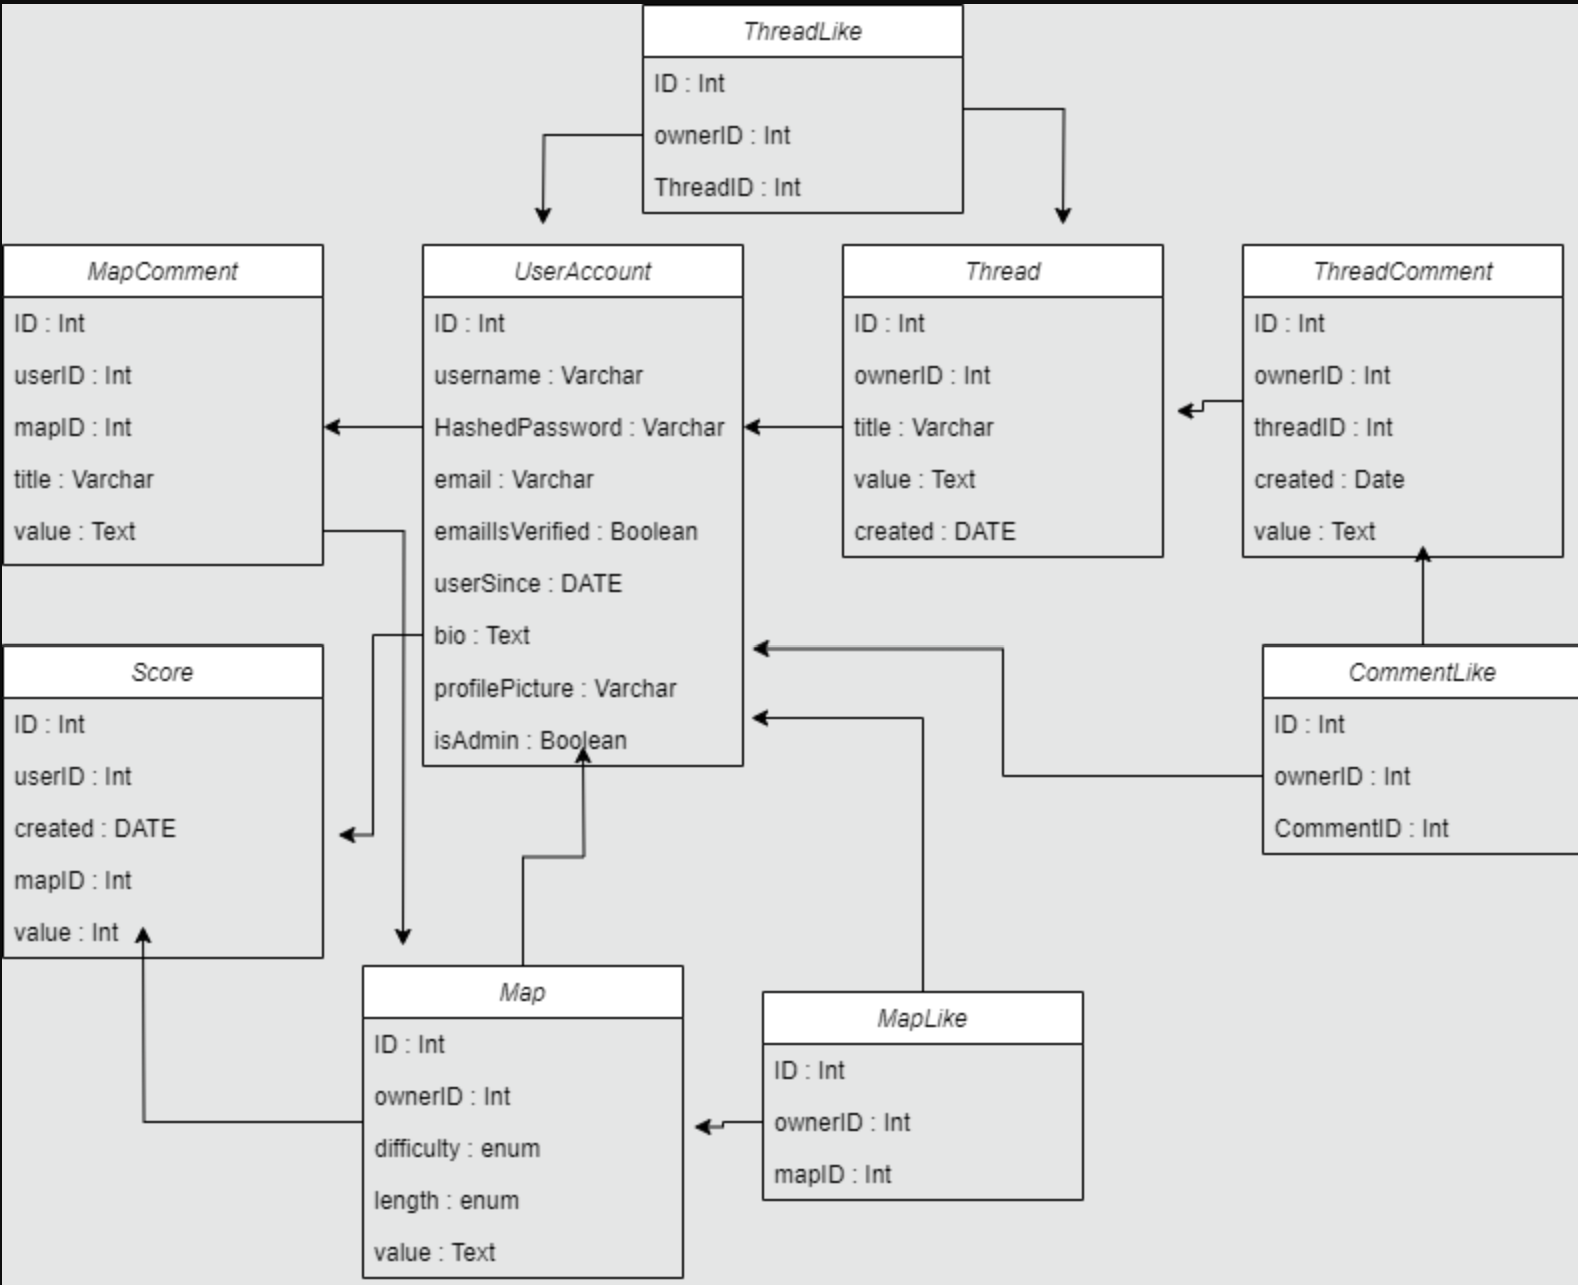 ThreadLike
ID : Int
ownerID : Int
ThreadID : Int
MapComment
ID : Int
userID : Int
mapID : Int
title : Varchar
value : Text
UserAccount
ID : Int
username : Varchar
HashedPassword : Varchar
email : Varchar
emailIsVerified : Boolean
userSince : DATE
bio : Text
profilePicture : Varchar
isAdmin : Boolean
Thread
ID : Int
ownerID : Int
title : Varchar
value : Text
created : DATE
ThreadComment
ID : Int
ownerID : Int
threadID : Int
created : Date
value : Text
Score
ID : Int
userID : Int
created : DATE
mapID : Int
value : Int
CommentLike
ID : Int
ownerID : Int
CommentID : Int
Map
ID : Int
ownerID : Int
difficulty : enum
length : enum
value : Text
MapLike
ID : Int
ownerID : Int
mapID : Int